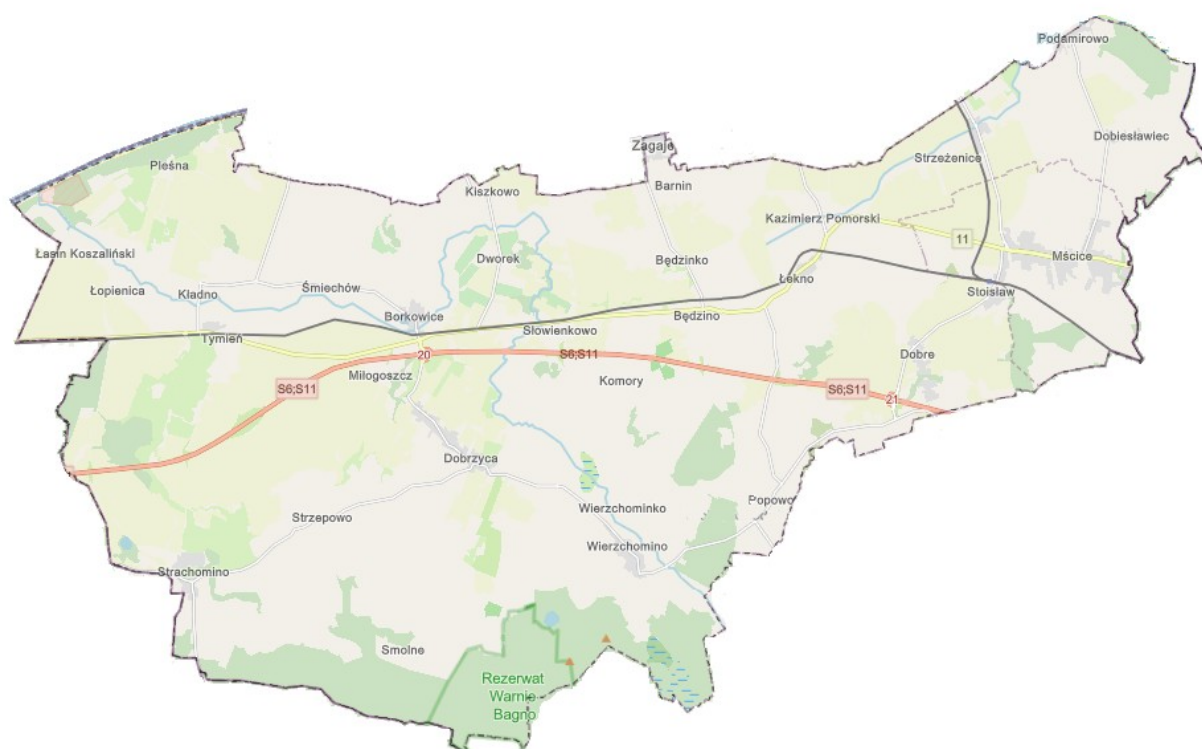 Podamirowo
Dobiesławiec
Strzeżenice
Zagaje
Pleśna
Barnin
Kiszkowo
Kazimierz Pomorski
11
Mścice
Łasin Koszaliński
Dworek
Będzinko
Łekno
Łopienica
Kładno
Śmiechów
Stoisław
Borkowice
Będzino
Tymień
Słowienkowo
20
S6;S11
Dobre
Miłogoszcz
Komory
S6;S11
S6;S11
21
Dobrzyca
Popowo
Strzepowo
Wierzchominko
Wierzchomino
Strachomino
Smolne
Rezerwat
Warnie
Bagno